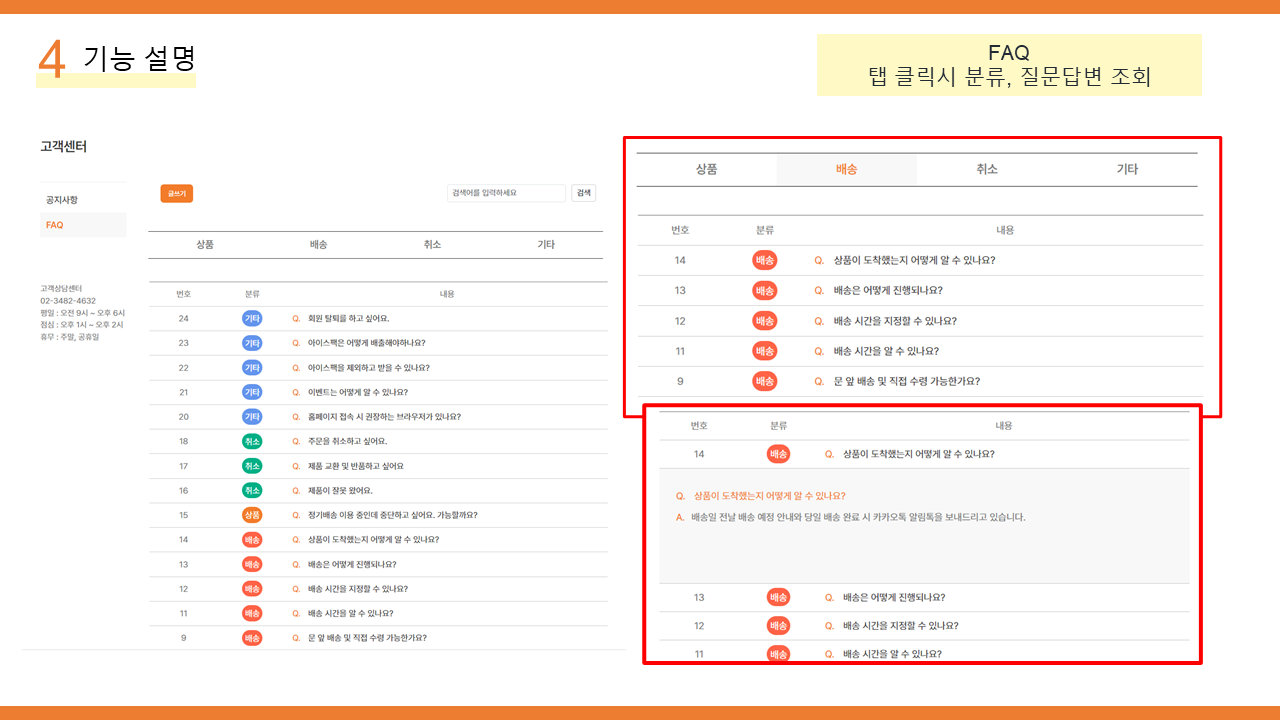 4 기능 설명
FAQ
탭 클릭시 분류, 질문답변 조회
고객센터
공지사항
FAQ
고객상담센터
02-3482-4632
평일 : 오전 9시 ~ 오후 6시
점심 : 오후 1시 ~ 오후 2시
휴무 : 주말, 공휴일
글쓰기
검색어를 입력하세요 검색
상품 배송 취소 기타
번호 분류 내용
24 기타 Q. 회원 탈퇴를 하고 싶어요.
23 기타 Q. 아이스팩은 어떻게 배출해야하나요?
22 기타 Q. 아이스팩을 제외하고 받을 수 있나요?
21 기타 Q. 이벤트는 어떻게 알 수 있나요?
20 기타 Q. 홈페이지 접속 시 권장하는 브라우저가 있나요?
18 취소 Q. 주문을 취소하고 싶어요.
17 취소 Q. 제품 교환 및 반품하고 싶어요
16 취소 Q. 제품이 잘못 왔어요.
15 상품 Q. 정기배송 이용 중인데 중단하고 싶어요. 가능할까요?
14 배송 Q. 상품이 도착했는지 어떻게 알 수 있나요?
13 배송 Q. 배송은 어떻게 진행되나요?
12 배송 Q. 배송 시간을 지정할 수 있나요?
11 배송 Q. 배송 시간을 알 수 있나요?
9 배송 Q. 문 앞 배송 및 직접 수령 가능한가요?
상품 배송 취소 기타
번호 분류 내용
14 배송 Q. 상품이 도착했는지 어떻게 알 수 있나요?
13 배송 Q. 배송은 어떻게 진행되나요?
12 배송 Q. 배송 시간을 지정할 수 있나요?
11 배송 Q. 배송 시간을 알 수 있나요?
9 배송 Q. 문 앞 배송 및 직접 수령 가능한가요?
번호 분류 내용
14 배송 Q. 상품이 도착했는지 어떻게 알 수 있나요?
Q. 상품이 도착했는지 어떻게 알 수 있나요?
A. 배송일 전날 배송 예정 안내와 당일 배송 완료 시 카카오톡 알림톡을 보내드리고 있습니다.
13 배송 Q. 배송은 어떻게 진행되나요?
12 배송 Q. 배송 시간을 지정할 수 있나요?
11 배송 Q. 배송 시간을 알 수 있나요?